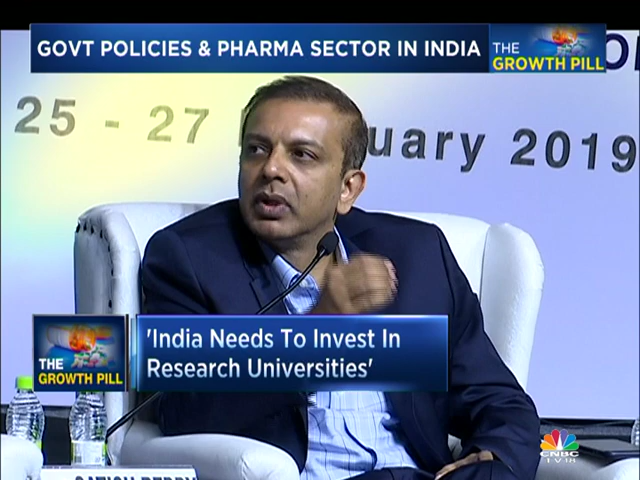 GOVT POLICIES & PHARMA SECTOR IN INDIA
THE
GROWTH PILL
25 - 27
uary 2019
THE
GROWTH PILL
'India Needs To Invest In
Research Universities'
CNBC
TV18